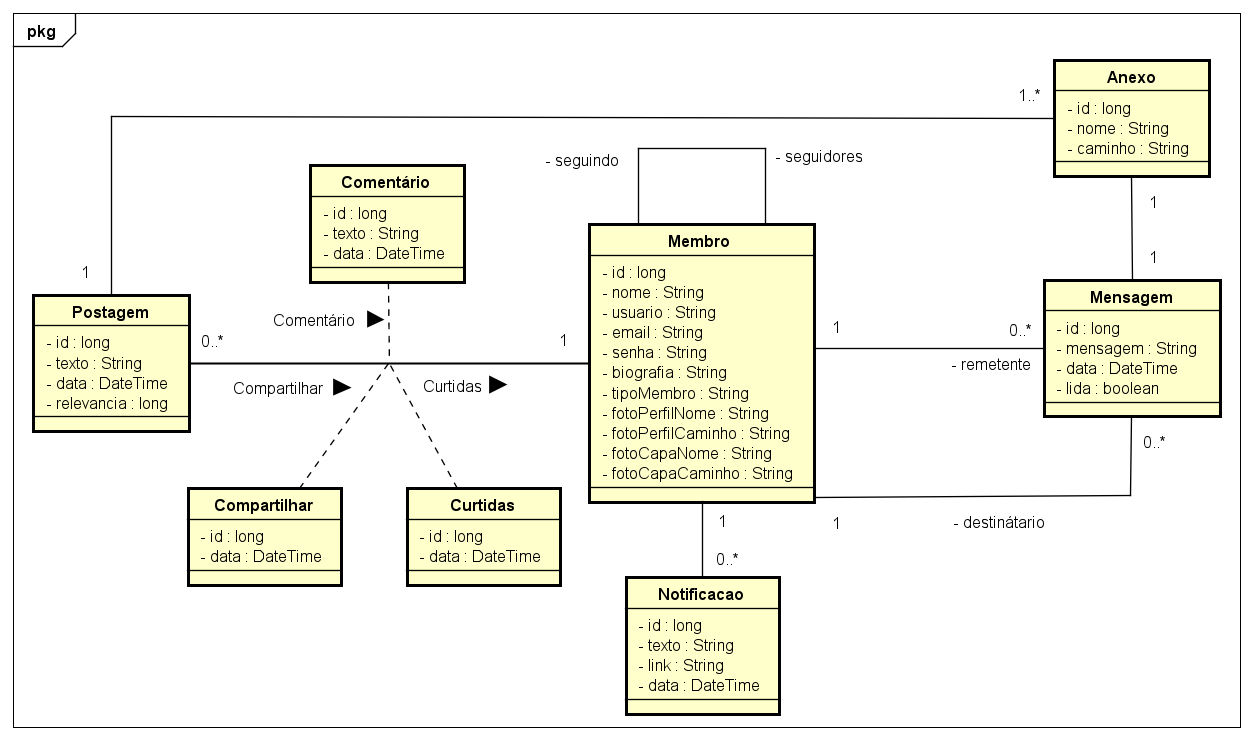 pkg
Anexo
- id : long
- nome : String
- caminho : String
1..*
- seguindo
- seguidores
Comentário
- id : long
- texto : String
- data : DateTime
1
1
Membro
- id : long
- nome : String
- usuario : String
- email : String
- senha : String
- biografia : String
- tipoMembro : String
- fotoPerfilNome : String
- fotoPerfilCaminho : String
- fotoCapaNome : String
- fotoCapaCaminho : String
1
Postagem
- id : long
- texto : String
- data : DateTime
- relevancia : long
0..*
Comentário
1
Compartilhar
Curtidas
1
0..*
- remetente
Mensagem
- id : long
- mensagem : String
- data : DateTime
- lida : boolean
0..*
Compartilhar
- id : long
- data : DateTime
Curtidas
- id : long
- data : DateTime
1
0..*
1
- destinátario
Notificacao
- id : long
- texto : String
- link : String
- data : DateTime